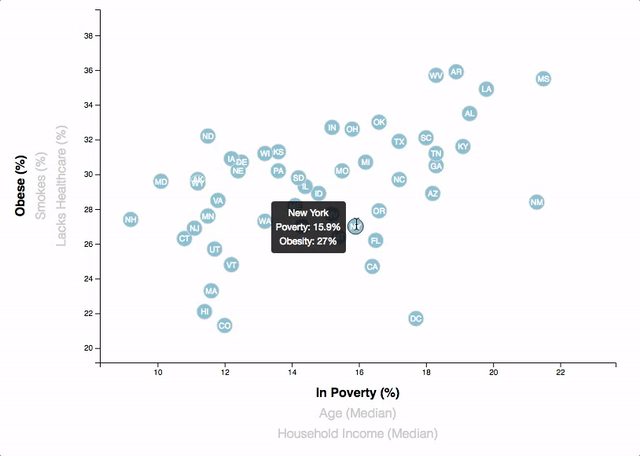 Obese (%)
Smokes (%)
Lacks Healthcare (%)
38
36
34
32
30
28
26
24
22
20
WV
AR
MS
LA
AL
OK
IN
OH
ND
SC
TX
KY
WI
KS
IA
DE
TN
MI
GA
NE
PA
MO
MD
AK
WY
SD
IL
NC
ID
AZ
VA
NM
OR
MN
NH
WA
NJ
CT
FL
UT
VT
CA
MA
HI
DC
CO
New York
Poverty: 15.9%
Obesity: 27%
10
12
14
16
18
20
22
In Poverty (%)
Age (Median)
Household Income (Median)